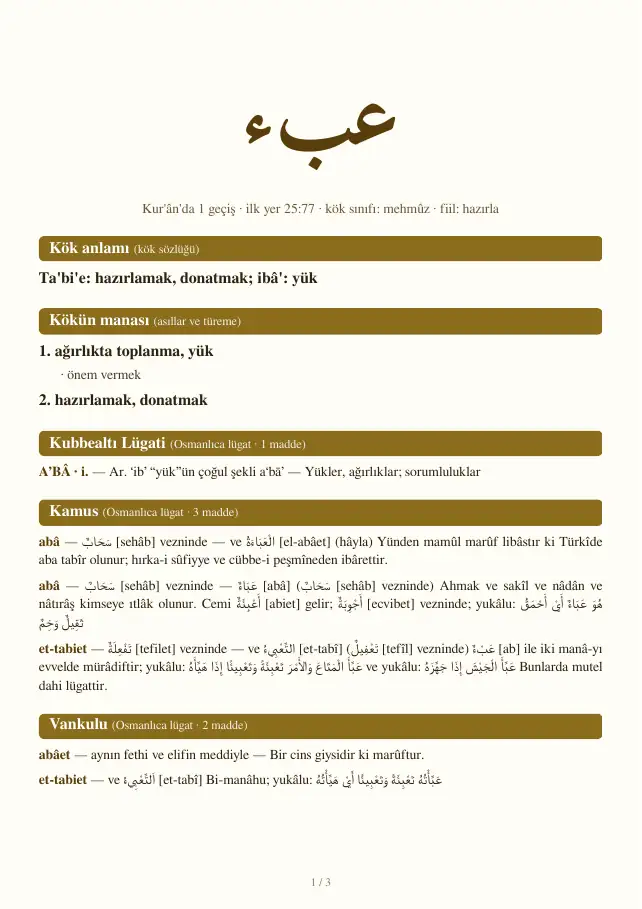 عبء
Kur'ân'da 1 geçiş · ilk yer 25:77 · kök sınıfı: mehmûz · fiil: hazırla
Kök anlamı (kök sözlüğü)
Ta'bi'e: hazırlamak, donatmak; ibâ': yük
Kökün manası (asıllar ve türeme)
1. ağırlıkta toplanma, yük
· önem vermek
2. hazırlamak, donatmak
Kubbealtı Lügati (Osmanlıca lügat · 1 madde)
A'BÂ · i. — Ar. ‘ib’ “yük”ün çoğul şekli a‘bā’ — Yükler, ağırlıklar; sorumluluklar
Kamus (Osmanlıca lügat · 3 madde)
abâ — سَحَابٌ [sehâb] vezninde — ve الْعَبَاءَةُ [el-abâet] (hâyla) Yünden mamûl marûf libâstır ki Türkîde
aba tabîr olunur; hırka-i sûfiyye ve cübbe-i peşmîneden ibârettir.
abâ — سَحَابٌ [sehâb] vezninde — عَبَاءٌ [abâ] (سَحَابٌ [sehâb] vezninde) Ahmak ve sakîl ve nâdân ve
nâtırâş kimseye ıtlâk olunur. Cemi أَعْبِئَةٌ [abiet] gelir; أَجْوِبَةٌ [ecvibet] vezninde; yukâlu: هُوَ عَبَاءٌ أَيْ أَحْمَقُ
ثَقِيلٌ وَخِمٌ
et-tabiet — تَفْعِلَةٌ [tefilet] vezninde — ve التَّعْبِيءُ [et-tabî] (تَفْعِيلٌ [tefîl] vezninde) عَبْءٌ [ab] ile iki manâ-yı
evvelde mürâdiftir; yukâlu: عَبَّأَ الْمَتَاعَ وَالأَمْرَ تَعْبِئَةً وَتَعْبِيئًا إِذَا هَيَّأَهُ ve yukâlu: عَبَّأَ الْجَيْشَ إِذَا جَهَّزَهُ Bunlarda mutel
dahi lügattir.
Vankulu (Osmanlıca lügat · 2 madde)
abâet — aynın fethi ve elifin meddiyle — Bir cins giysidir ki marûftur.
et-tabiet — ve اَلتَّعْبِيءُ [et-tabî] Bi-manâhu; yukâlu: عَبَّأْتُهُ تَعْبِئَةً وَتَعْبِيئًا أَيْ هَيَّأْتُهُ
1 / 3